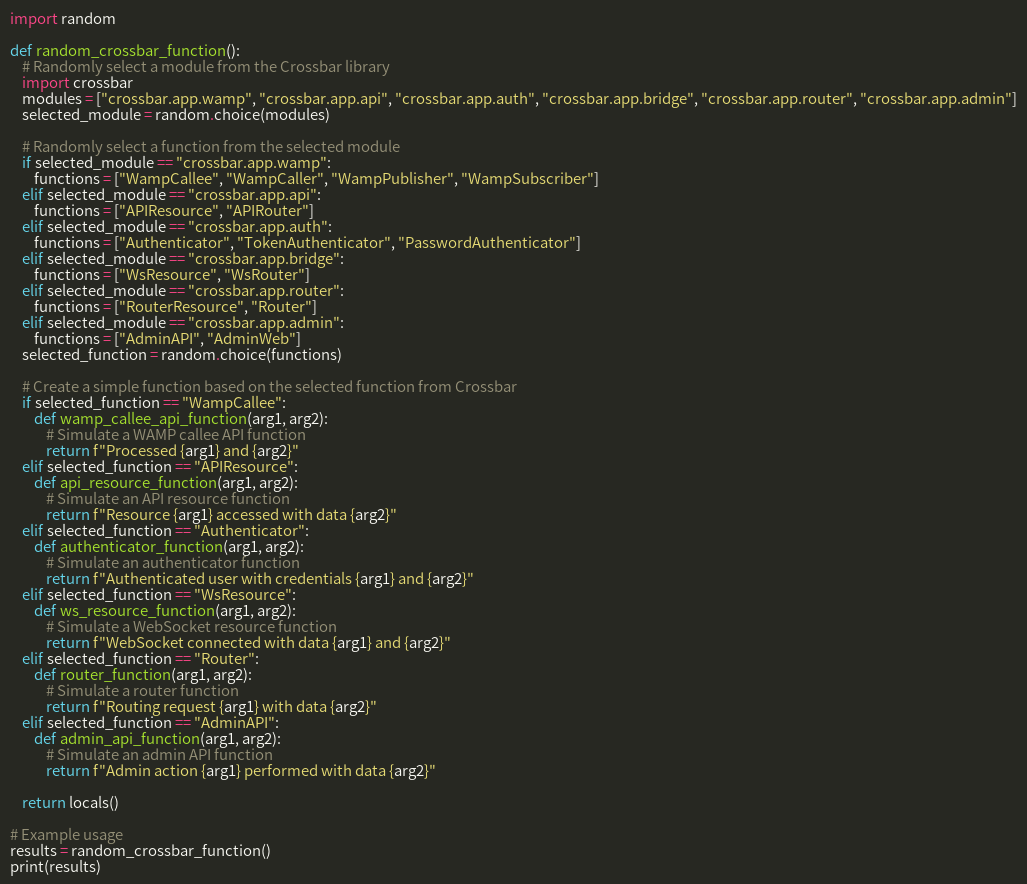 import random

def random_crossbar_function():
    # Randomly select a module from the Crossbar library
    import crossbar
    modules = ["crossbar.app.wamp", "crossbar.app.api", "crossbar.app.auth", "crossbar.app.bridge", "crossbar.app.router", "crossbar.app.admin"]
    selected_module = random.choice(modules)

    # Randomly select a function from the selected module
    if selected_module == "crossbar.app.wamp":
        functions = ["WampCallee", "WampCaller", "WampPublisher", "WampSubscriber"]
    elif selected_module == "crossbar.app.api":
        functions = ["APIResource", "APIRouter"]
    elif selected_module == "crossbar.app.auth":
        functions = ["Authenticator", "TokenAuthenticator", "PasswordAuthenticator"]
    elif selected_module == "crossbar.app.bridge":
        functions = ["WsResource", "WsRouter"]
    elif selected_module == "crossbar.app.router":
        functions = ["RouterResource", "Router"]
    elif selected_module == "crossbar.app.admin":
        functions = ["AdminAPI", "AdminWeb"]
    selected_function = random.choice(functions)

    # Create a simple function based on the selected function from Crossbar
    if selected_function == "WampCallee":
        def wamp_callee_api_function(arg1, arg2):
            # Simulate a WAMP callee API function
            return f"Processed {arg1} and {arg2}"
    elif selected_function == "APIResource":
        def api_resource_function(arg1, arg2):
            # Simulate an API resource function
            return f"Resource {arg1} accessed with data {arg2}"
    elif selected_function == "Authenticator":
        def authenticator_function(arg1, arg2):
            # Simulate an authenticator function
            return f"Authenticated user with credentials {arg1} and {arg2}"
    elif selected_function == "WsResource":
        def ws_resource_function(arg1, arg2):
            # Simulate a WebSocket resource function
            return f"WebSocket connected with data {arg1} and {arg2}"
    elif selected_function == "Router":
        def router_function(arg1, arg2):
            # Simulate a router function
            return f"Routing request {arg1} with data {arg2}"
    elif selected_function == "AdminAPI":
        def admin_api_function(arg1, arg2):
            # Simulate an admin API function
            return f"Admin action {arg1} performed with data {arg2}"

    return locals()

# Example usage
results = random_crossbar_function()
print(results)